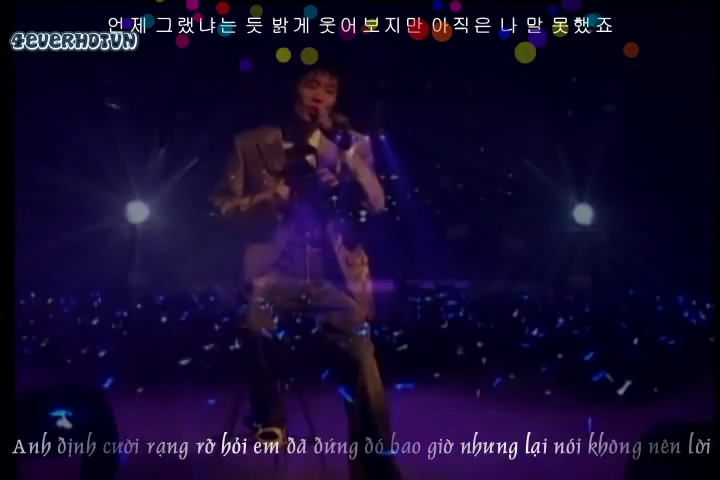 언제 그랬냐는 듯 밝게 웃어보지만 아직은 나 말 못했죠
4EVERHOTVN
Anh định cười rạng rỡ hỏi em đã đứng đó bao giờ nhưng lại nói không nên lời